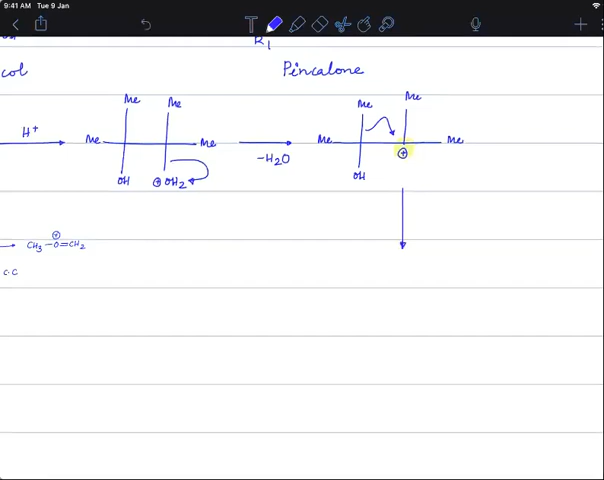 9:41 AM Tue 9 Jan
R1
col Pincalone
Me Me Me Me
H+
Me Me -H2O Me Me
OH ⊕OH2 OH ⊕
⊕
CH3 -O=CH2
C.C